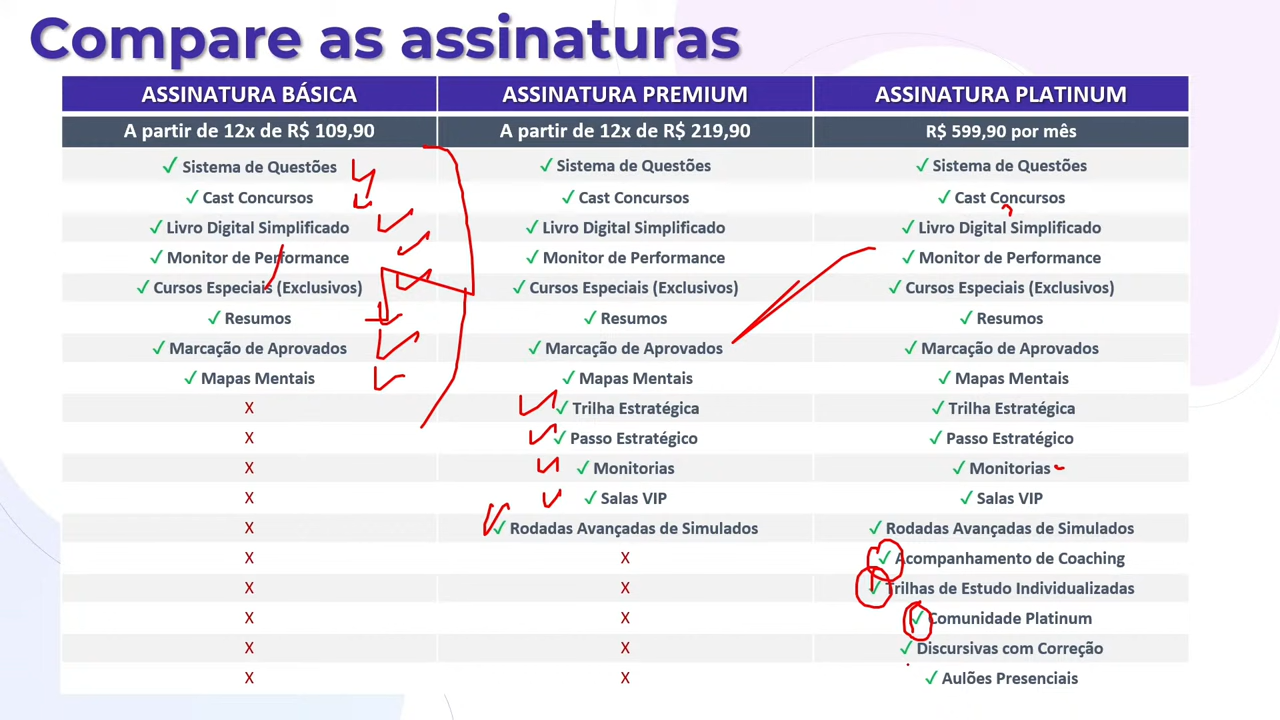 Compare as assinaturas
ASSINATURA BÁSICA ASSINATURA PREMIUM ASSINATURA PLATINUM
A partir de 12x de R$ 109,90 A partir de 12x de R$ 219,90 R$ 599,90 por mês
✓ Sistema de Questões ✓ Sistema de Questões ✓ Sistema de Questões
✓ Cast Concursos ✓ Cast Concursos ✓ Cast Concursos
✓ Livro Digital Simplificado ✓ Livro Digital Simplificado ✓ Livro Digital Simplificado
✓ Monitor de Performance ✓ Monitor de Performance ✓ Monitor de Performance
✓ Cursos Especiais (Exclusivos) ✓ Cursos Especiais (Exclusivos) ✓ Cursos Especiais (Exclusivos)
✓ Resumos ✓ Resumos ✓ Resumos
✓ Marcação de Aprovados ✓ Marcação de Aprovados ✓ Marcação de Aprovados
✓ Mapas Mentais ✓ Mapas Mentais ✓ Mapas Mentais
X ✓ Trilha Estratégica ✓ Trilha Estratégica
X ✓ Passo Estratégico ✓ Passo Estratégico
X ✓ Monitorias ✓ Monitorias
X ✓ Salas VIP ✓ Salas VIP
X ✓ Rodadas Avançadas de Simulados ✓ Rodadas Avançadas de Simulados
X X ✓ Acompanhamento de Coaching
X X ✓ Trilhas de Estudo Individualizadas
X X ✓ Comunidade Platinum
X X ✓ Discursivas com Correção
X X ✓ Aulões Presenciais